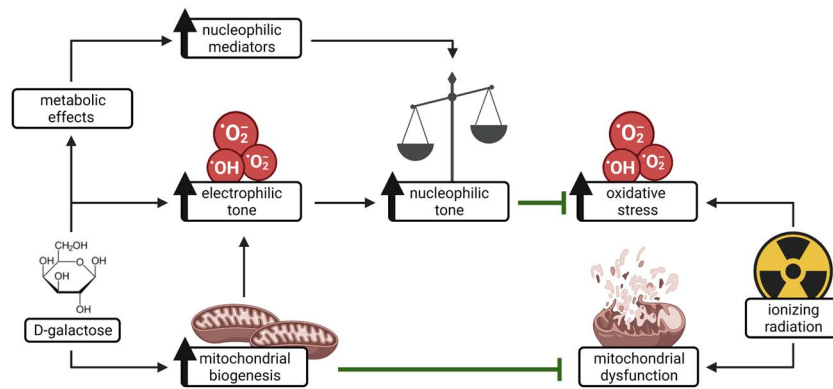 nucleophilic
mediators
metabolic
effects
•O₂⁻
•OH •O₂⁻
electrophilic
tone
nucleophilic
tone
•O₂⁻
•OH •O₂⁻
oxidative
stress
CH₂OH
OH
O
OH
OH
OH
D-galactose
mitochondrial
biogenesis
mitochondrial
dysfunction
ionizing
radiation